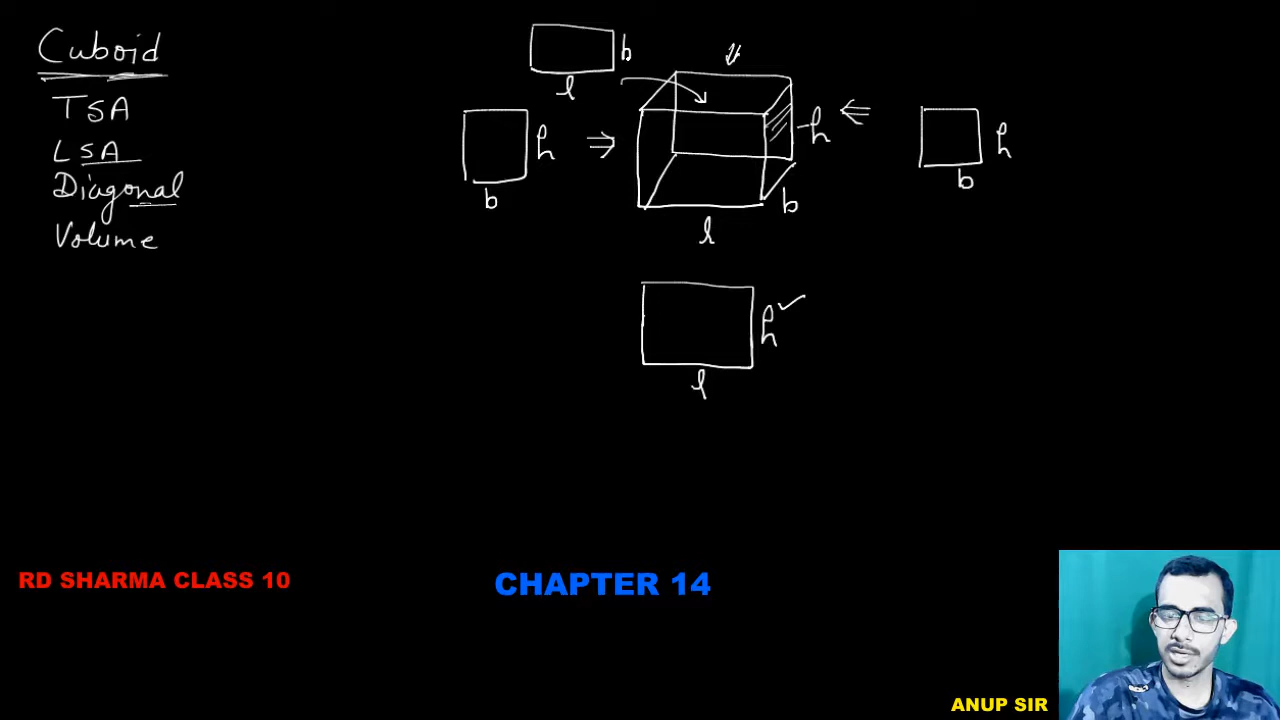 Cuboid
TSA
LSA
Diagonal
Volume
b
l
h
b
h
b
l
h
b
h
l
RD SHARMA CLASS 10
CHAPTER 14
ANUP SIR